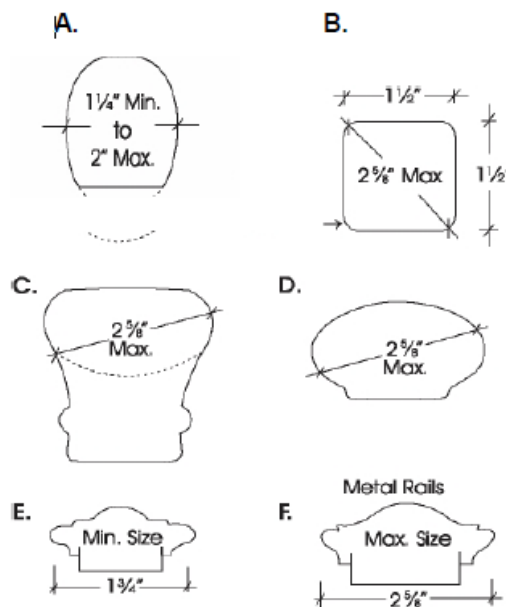 A.
B.
1¼" Min.
to
2" Max.
1½"
2⅝" Max
1½"
C.
D.
2⅝"
Max.
2⅝"
Max.
Metal Rails
E.
F.
Min. Size
Max. Size
1¾"
2⅝"